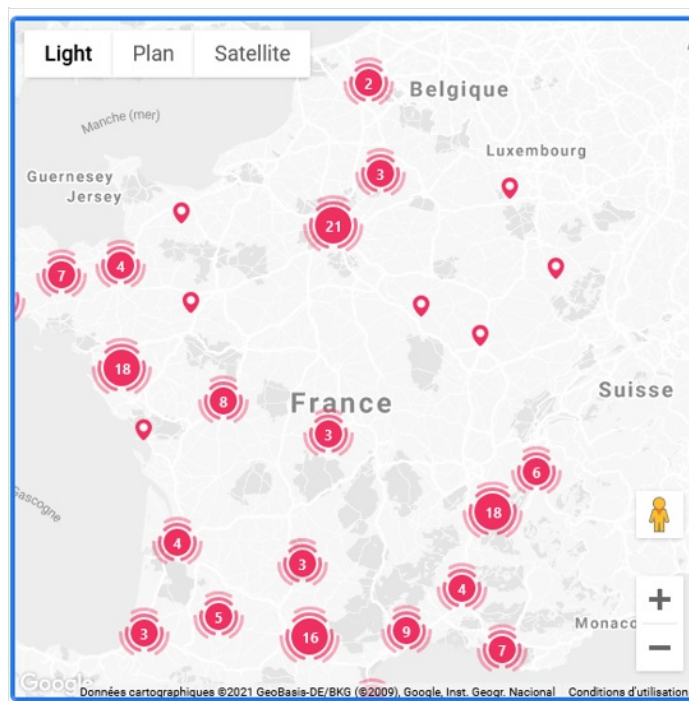 Light Plan Satellite
2
Belgique
Manche (mer)
Luxembourg
3
Guernesey
Jersey
21
4
7
18
Suisse
8
France
3
6
18
Gascogne
4
3
4
5
3
16
9
Monaco
7
Google
Données cartographiques ©2021 GeoBasis-DE/BKG (©2009), Google, Inst. Geogr. Nacional Conditions d'utilisation